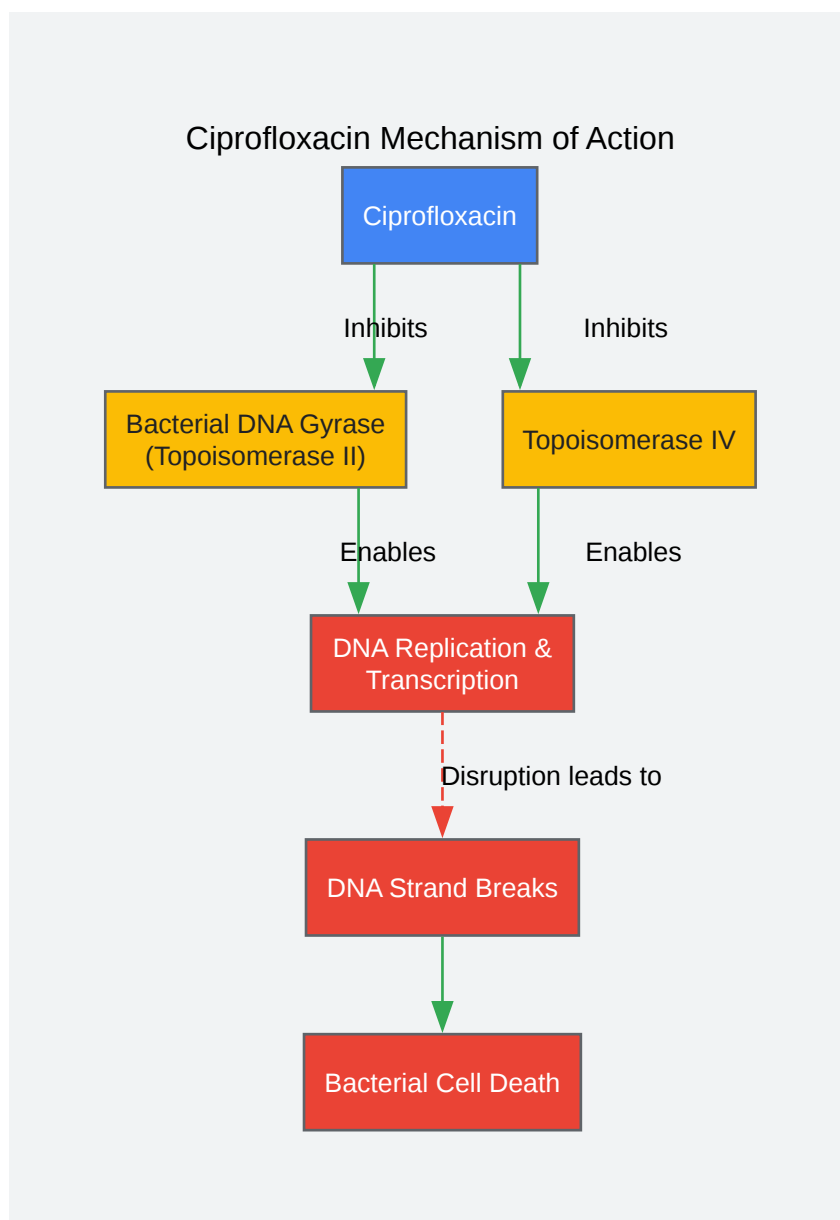 Ciprofloxacin Mechanism of Action
Ciprofloxacin
Inhibits
Inhibits
Bacterial DNA Gyrase
(Topoisomerase II)
Topoisomerase IV
Enables
Enables
DNA Replication &
Transcription
Disruption leads to
DNA Strand Breaks
Bacterial Cell Death